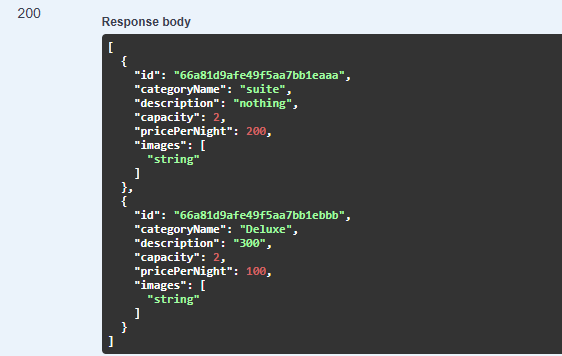 200
Response body
[
  {
    "id": "66a81d9afe49f5aa7bb1eaaa",
    "categoryName": "suite",
    "description": "nothing",
    "capacity": 2,
    "pricePerNight": 200,
    "images": [
      "string"
    ]
  },
  {
    "id": "66a81d9afe49f5aa7bb1ebbb",
    "categoryName": "Deluxe",
    "description": "300",
    "capacity": 2,
    "pricePerNight": 100,
    "images": [
      "string"
    ]
  }
]